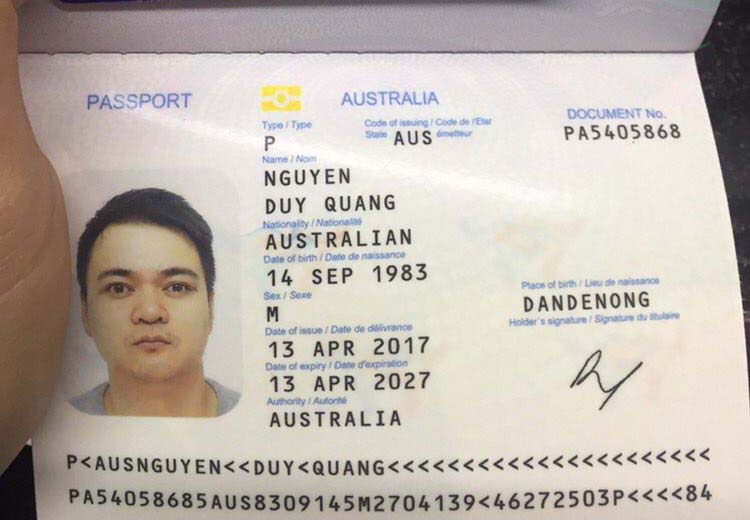 PASSPORT
AUSTRALIA
Type / Type
P
Code of issuing / Code de l'Etat
State AUS émetteur
DOCUMENT No.
PA5405868
Name / Nom
NGUYEN
DUY QUANG
Nationality / Nationalité
AUSTRALIAN
Date of birth / Date de naissance
14 SEP 1983
Sex / Sexe
M
Place of birth / Lieu de naissance
DANDENONG
Date of issue / Date de délivrance
13 APR 2017
Holder's signature / Signature du titulaire
Date of expiry / Date d'expiration
13 APR 2027
Authority / Autorité
AUSTRALIA
P<AUSNGUYEN<<DUY<QUANG<<<<<<<<<<<<<<<<<<<<<<
PA54058685AUS8309145M2704139<46272503P<<<<84